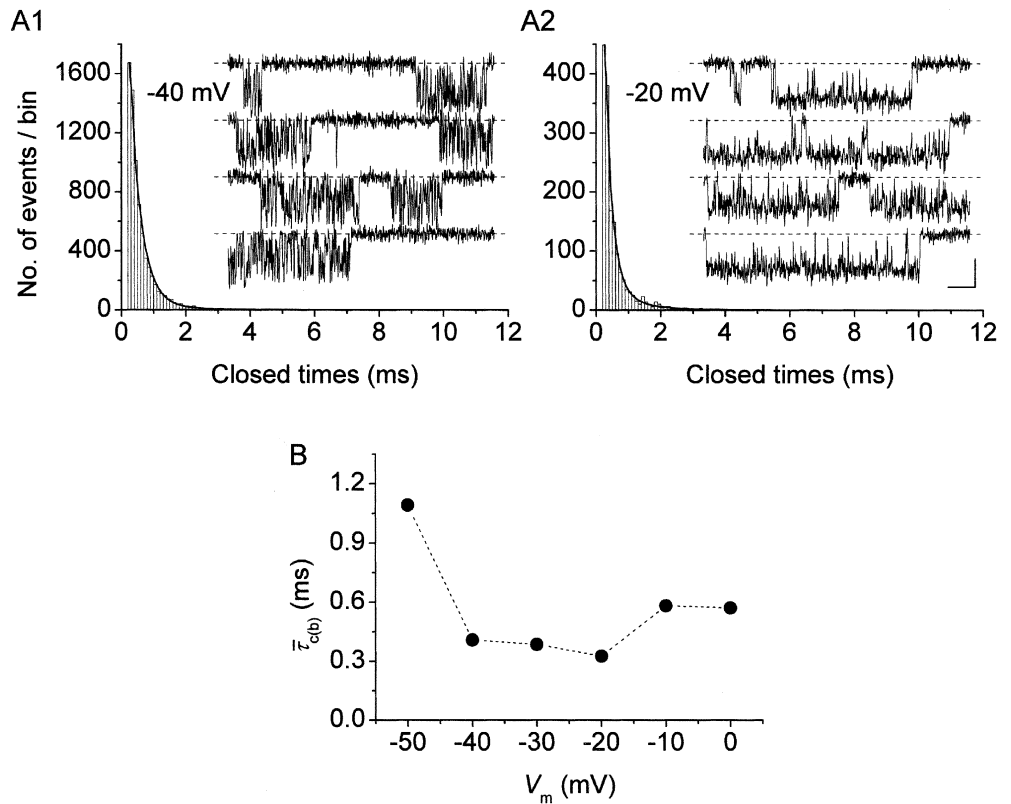 A1
1600
1200
800
400
0
No. of events / bin
-40 mV
0 2 4 6 8 10 12
Closed times (ms)
A2
400
300
200
100
0
-20 mV
0 2 4 6 8 10 12
Closed times (ms)
B
1.2
0.9
0.6
0.3
0.0
τ̅c(b) (ms)
-50 -40 -30 -20 -10 0
Vm (mV)